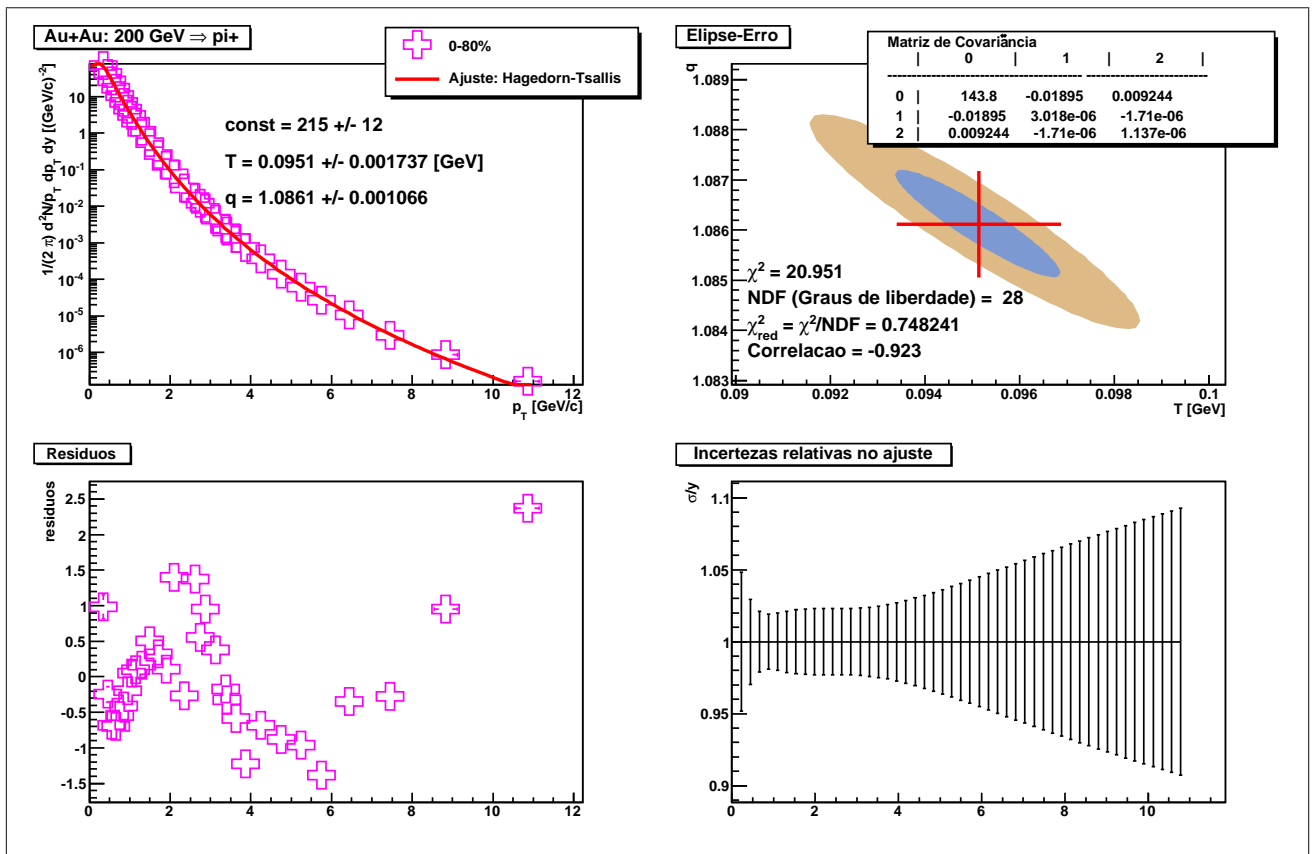 Au+Au: 200 GeV ⇒ pi+
0-80%
Ajuste: Hagedorn-Tsallis
const = 215 +/- 12
T = 0.0951 +/- 0.001737 [GeV]
q = 1.0861 +/- 0.001066
1/(2 π) d²N/p_T dp_T dy [(GeV/c)⁻²]
10
1
10⁻¹
10⁻²
10⁻³
10⁻⁴
10⁻⁵
10⁻⁶
0 2 4 6 8 10 12
p_T [GeV/c]
Elipse-Erro
Matriz de Covariância
| 0 | 1 | 2 |
0 | 143.8 -0.01895 0.009244
1 | -0.01895 3.018e-06 -1.71e-06
2 | 0.009244 -1.71e-06 1.137e-06
q
1.089
1.088
1.087
1.086
1.085
1.084
1.083
χ² = 20.951
NDF (Graus de liberdade) = 28
χ²_red = χ²/NDF = 0.748241
Correlacao = -0.923
0.09 0.092 0.094 0.096 0.098 0.1
T [GeV]
Residuos
residuos
2.5
2
1.5
1
0.5
0
-0.5
-1
-1.5
0 2 4 6 8 10 12
Incertezas relativas no ajuste
σ/y
1.1
1.05
1
0.95
0.9
0 2 4 6 8 10